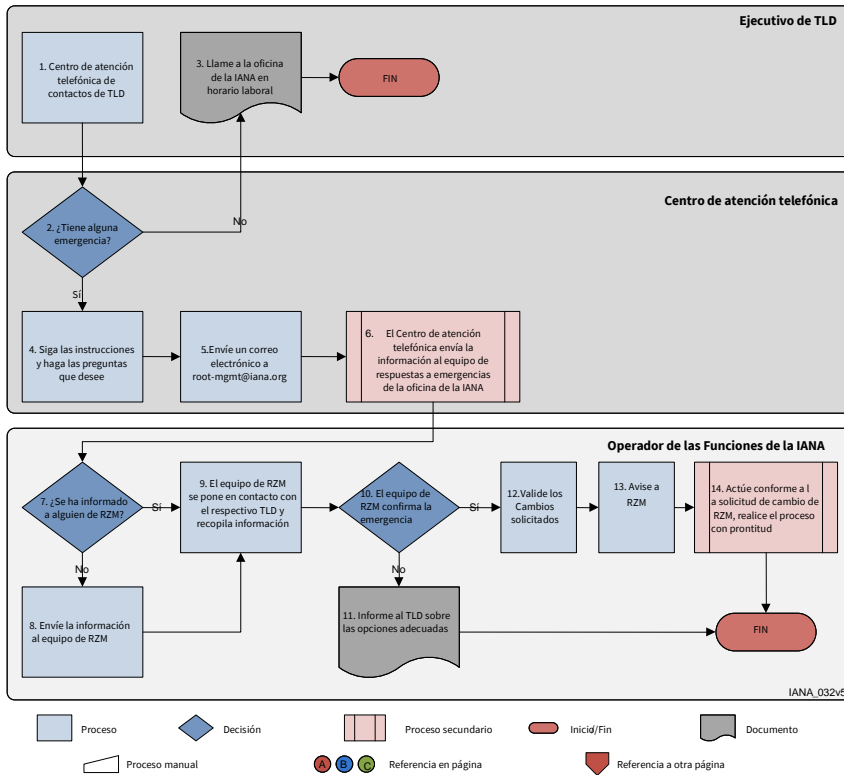 Ejecutivo de TLD
1. Centro de atención
telefónica de
contactos de TLD
3. Llame a la oficina
de la IANA en
horario laboral
FIN
Centro de atención telefónica
2. ¿Tiene alguna
emergencia?
No
Sí
4. Siga las instrucciones
y haga las preguntas
que desee
5.Envíe un correo
electrónico a
root-mgmt@iana.org
6. El Centro de atención
telefónica envía la
información al equipo de
respuestas a emergencias
de la oficina de la IANA
Operador de las Funciones de la IANA
7. ¿Se ha informado
a alguien de RZM?
Sí
No
8. Envíe la información
al equipo de RZM
9. El equipo de RZM
se pone en contacto con
el respectivo TLD y
recopila información
10. El equipo de
RZM confirma la
emergencia
Sí
No
11. Informe al TLD sobre
las opciones adecuadas
12.Valide los
Cambios
solicitados
13. Avise a
RZM
14. Actúe conforme a l
a solicitud de cambio de
RZM, realice el proceso
con prontitud
FIN
IANA_032v5
Proceso
Decisión
Proceso secundario
Inicio/Fin
Documento
Proceso manual
A B C Referencia en página
Referencia a otra página